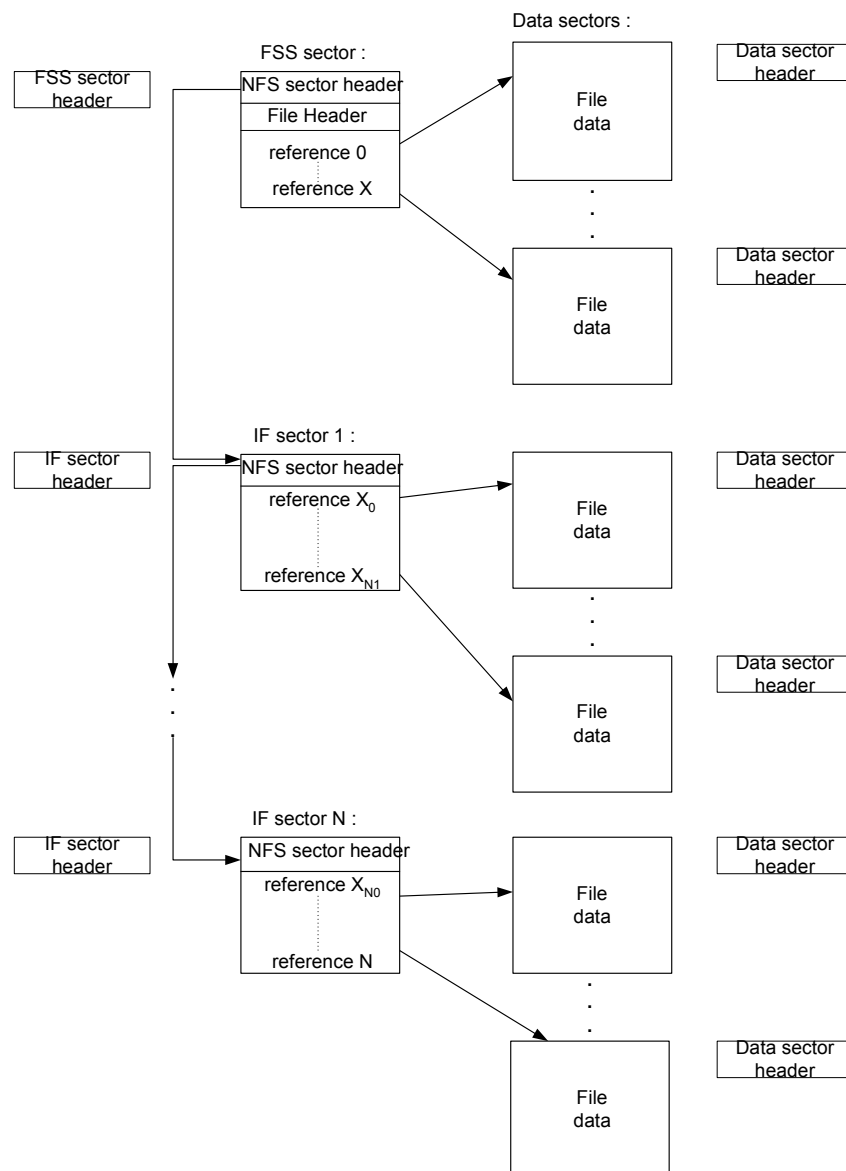 Data sectors :
FSS sector :
FSS sector
header
NFS sector header
File Header
reference 0
reference X
File
data
Data sector
header
.
.
.
File
data
Data sector
header
IF sector 1 :
IF sector
header
NFS sector header
reference X0
reference XN1
File
data
Data sector
header
.
.
.
File
data
Data sector
header
.
.
.
IF sector N :
IF sector
header
NFS sector header
reference XN0
reference N
File
data
Data sector
header
.
.
.
File
data
Data sector
header